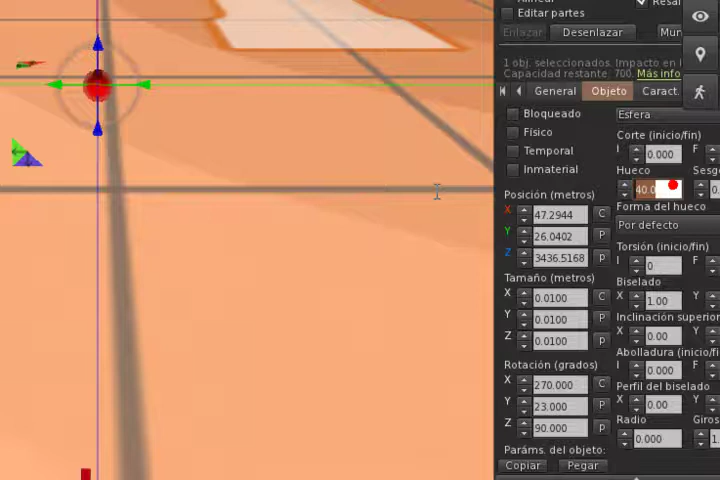 Editar partes
Enlazar Desenlazar
1 obj. seleccionados. Impacto en l
Capacidad restante: 700. Más info
General Objeto Caract.
Bloqueado
Físico
Temporal
Inmaterial
Posición (metros)
X 47.2944 C
Y 26.0402 P
Z 3436.5168 P
Tamaño (metros)
X 0.0100 C
Y 0.0100
Z 0.0100 P
Rotación (grados)
X 270.000 C
Y 23.000
Z 90.000 P
Paráms. del objeto:
Copiar Pegar
Esfera
Corte (inicio/fin)
I 0.000 F
Hueco
40.0
Forma del hueco
Por defecto
Torsión (inicio/fin)
I 0 F
Biselado
X 1.00 Y
Inclinación superior
X 0.00 Y
Abolladura (inicio/fi
I 0.000 F
Perfil del biselado
X 0.00 Y
Radio Giros
0.000 1.